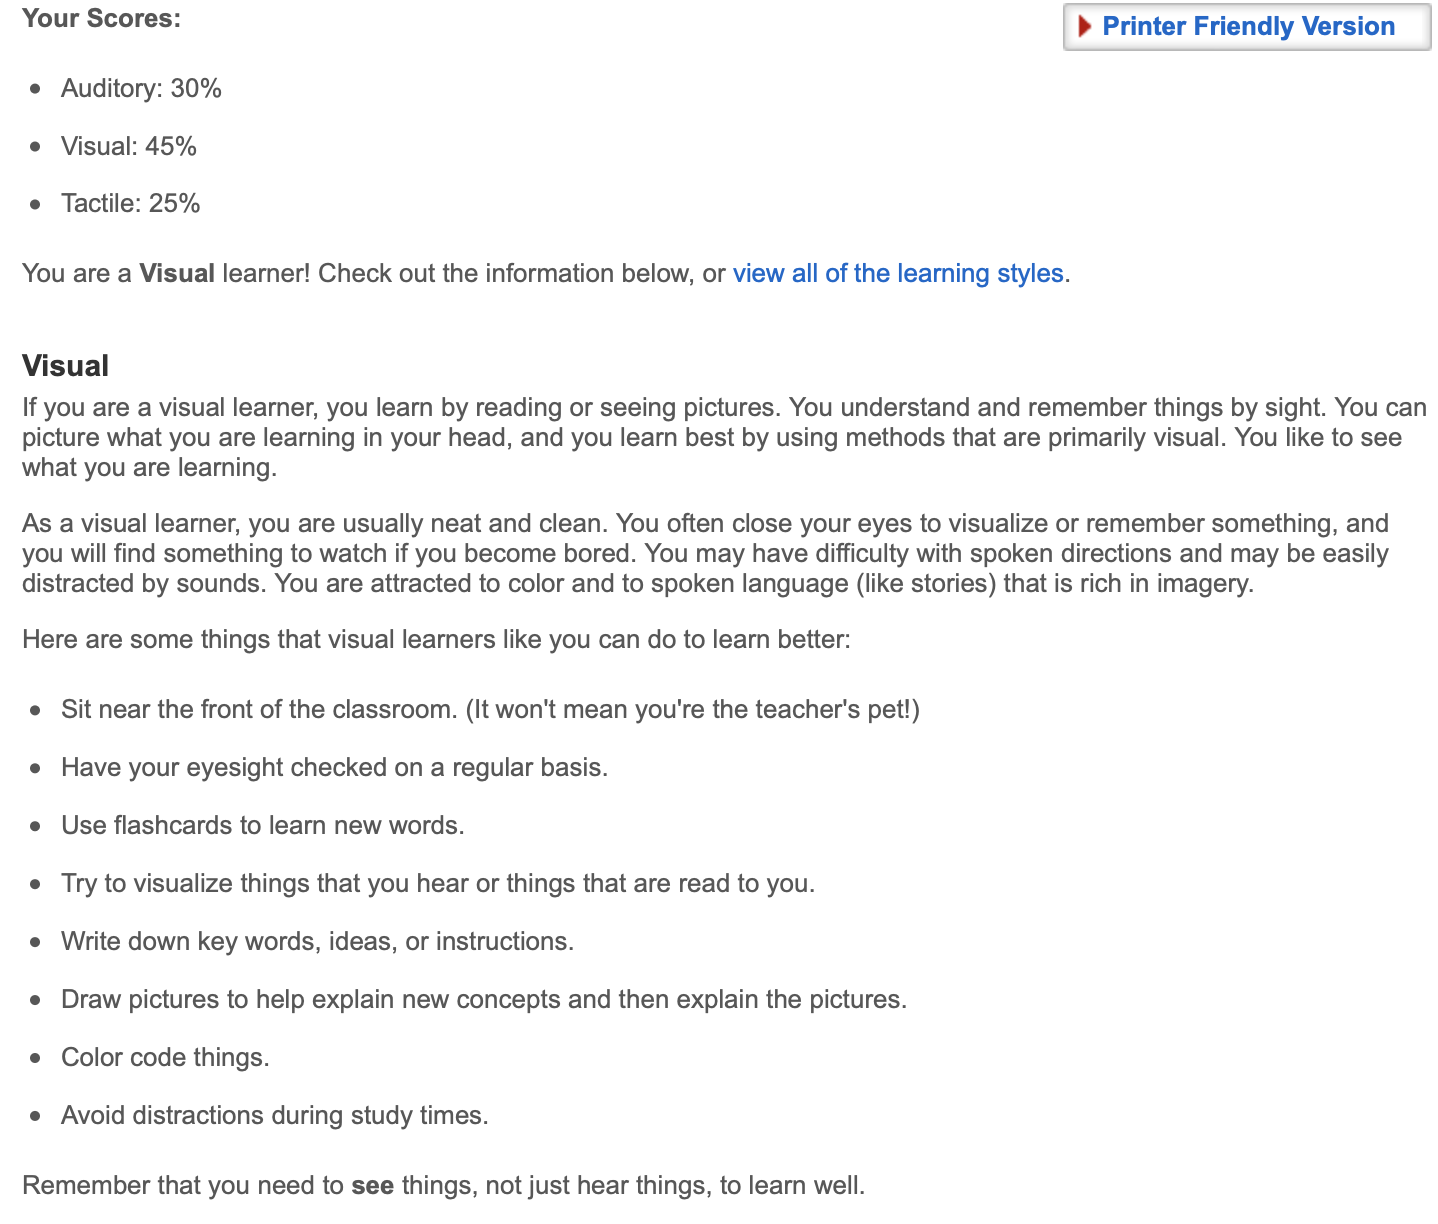 Your Scores:
Printer Friendly Version
Auditory: 30%
Visual: 45%
Tactile: 25%
You are a Visual learner! Check out the information below, or view all of the learning styles.
Visual
If you are a visual learner, you learn by reading or seeing pictures. You understand and remember things by sight. You can
picture what you are learning in your head, and you learn best by using methods that are primarily visual. You like to see
what you are learning.
As a visual learner, you are usually neat and clean. You often close your eyes to visualize or remember something, and
you will find something to watch if you become bored. You may have difficulty with spoken directions and may be easily
distracted by sounds. You are attracted to color and to spoken language (like stories) that is rich in imagery.
Here are some things that visual learners like you can do to learn better:
Sit near the front of the classroom. (It won't mean you're the teacher's pet!)
Have your eyesight checked on a regular basis.
Use flashcards to learn new words.
Try to visualize things that you hear or things that are read to you.
Write down key words, ideas, or instructions.
Draw pictures to help explain new concepts and then explain the pictures.
Color code things.
Avoid distractions during study times.
Remember that you need to see things, not just hear things, to learn well.